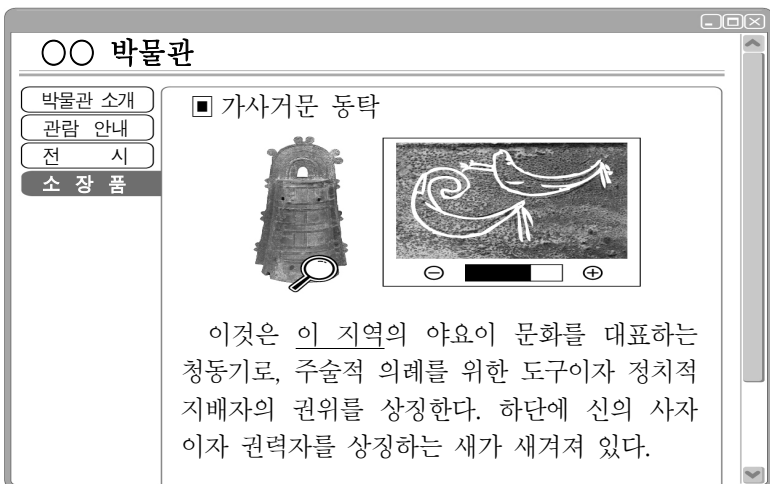 ○○ 박물관
박물관 소개
관람 안내
전 시
소 장 품
▣ 가사거문 동탁
이것은 이 지역의 야요이 문화를 대표하는
청동기로, 주술적 의례를 위한 도구이자 정치적
지배자의 권위를 상징한다. 하단에 신의 사자
이자 권력자를 상징하는 새가 새겨져 있다.